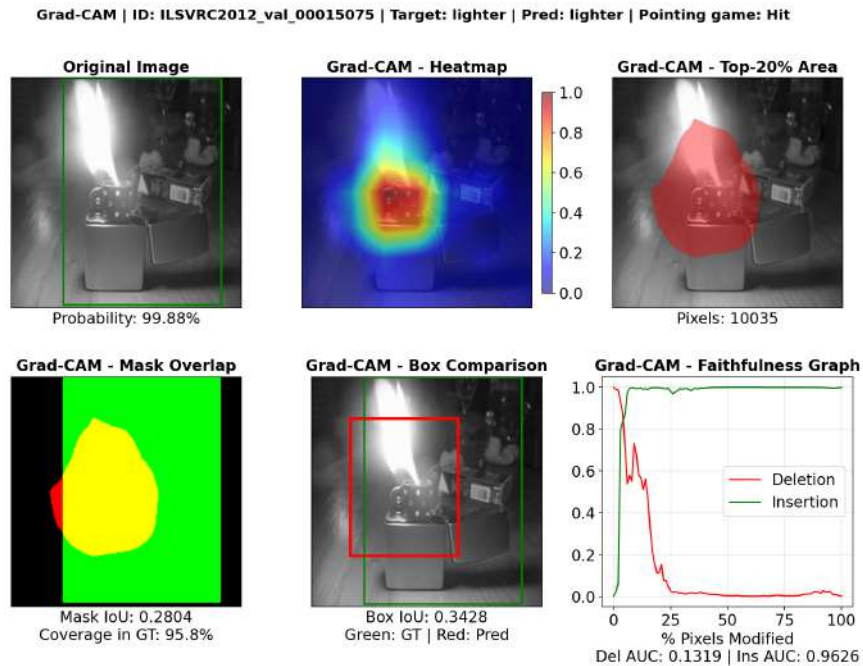 Grad-CAM | ID: ILSVRC2012_val_00015075 | Target: lighter | Pred: lighter | Pointing game: Hit
Original Image
Probability: 99.88%
Grad-CAM - Heatmap
1.0
0.8
0.6
0.4
0.2
0.0
Grad-CAM - Top-20% Area
Pixels: 10035
Grad-CAM - Mask Overlap
Mask IoU: 0.2804
Coverage in GT: 95.8%
Grad-CAM - Box Comparison
Box IoU: 0.3428
Green: GT | Red: Pred
Grad-CAM - Faithfulness Graph
1.0
0.8
0.6
0.4
0.2
0.0
Deletion
Insertion
0 25 50 75 100
% Pixels Modified
Del AUC: 0.1319 | Ins AUC: 0.9626